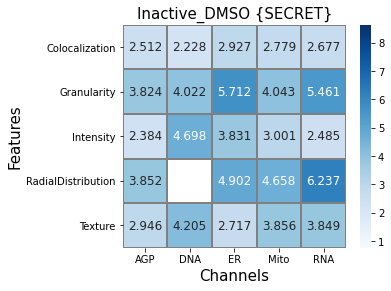 Inactive_DMSO {SECRET}
Features
Colocalization 2.512 2.228 2.927 2.779 2.677
Granularity 3.824 4.022 5.712 4.043 5.461
Intensity 2.384 4.698 3.831 3.001 2.485
RadialDistribution 3.852 4.902 4.658 6.237
Texture 2.946 4.205 2.717 3.856 3.849
AGP DNA ER Mito RNA
Channels
8
7
6
5
4
3
2
1